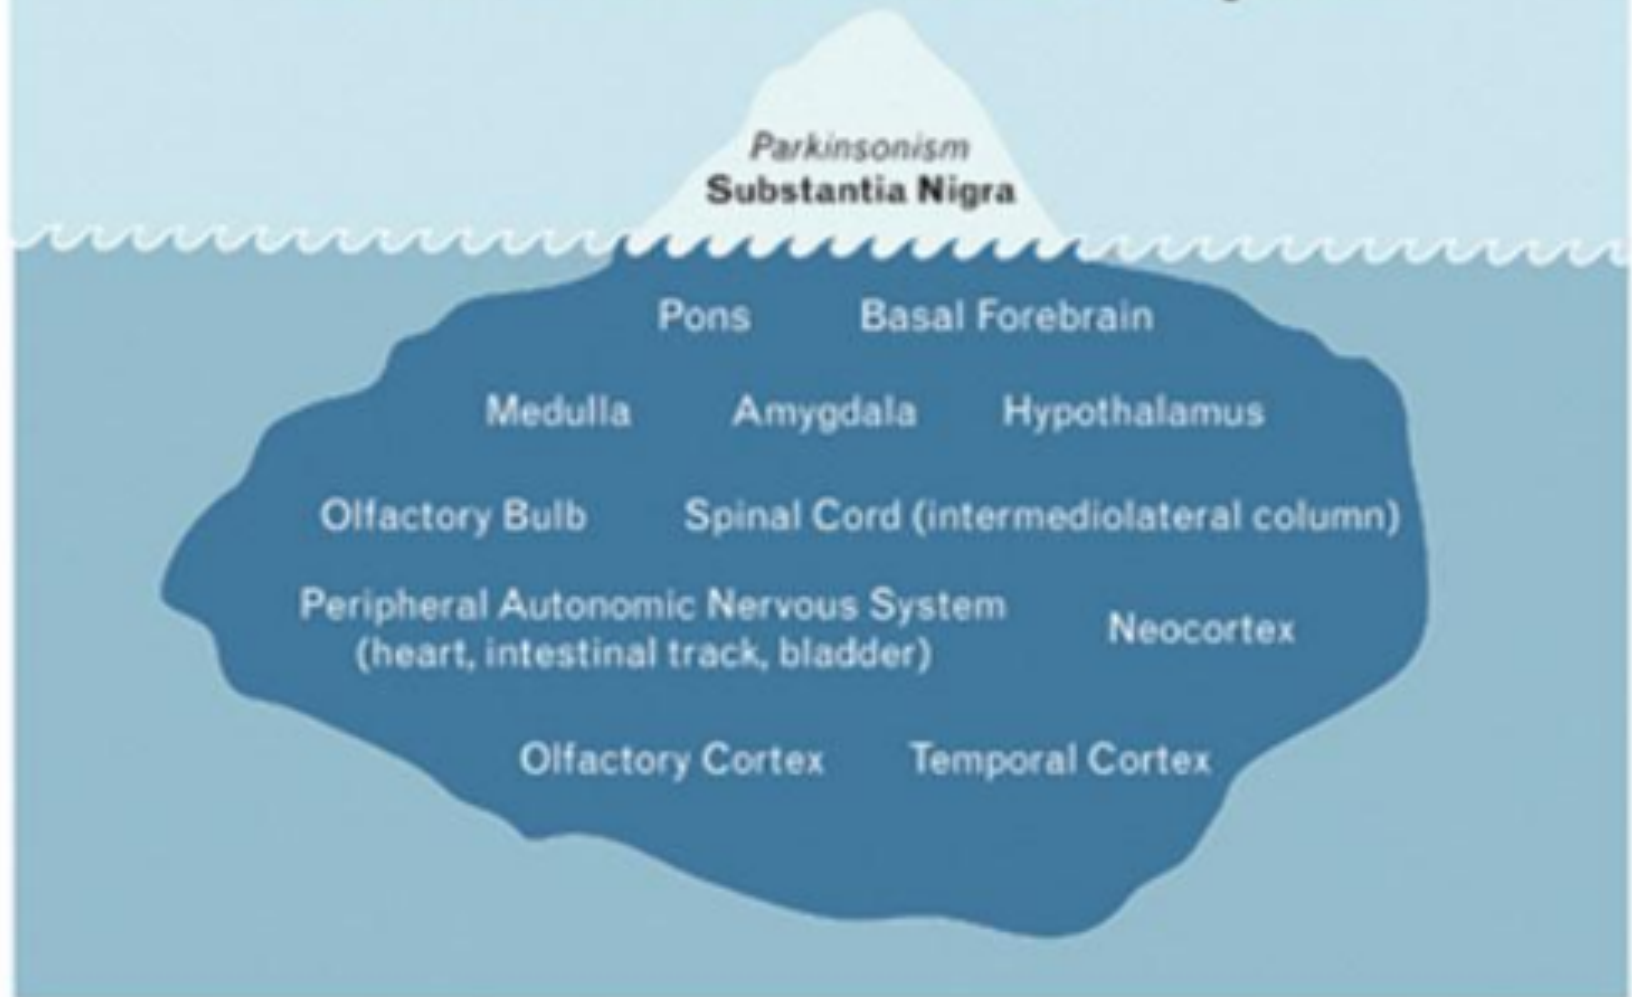 Parkinsonism
Substantia Nigra
Pons Basal Forebrain
Medulla Amygdala Hypothalamus
Olfactory Bulb Spinal Cord (intermediolateral column)
Peripheral Autonomic Nervous System
(heart, intestinal track, bladder)
Neocortex
Olfactory Cortex Temporal Cortex